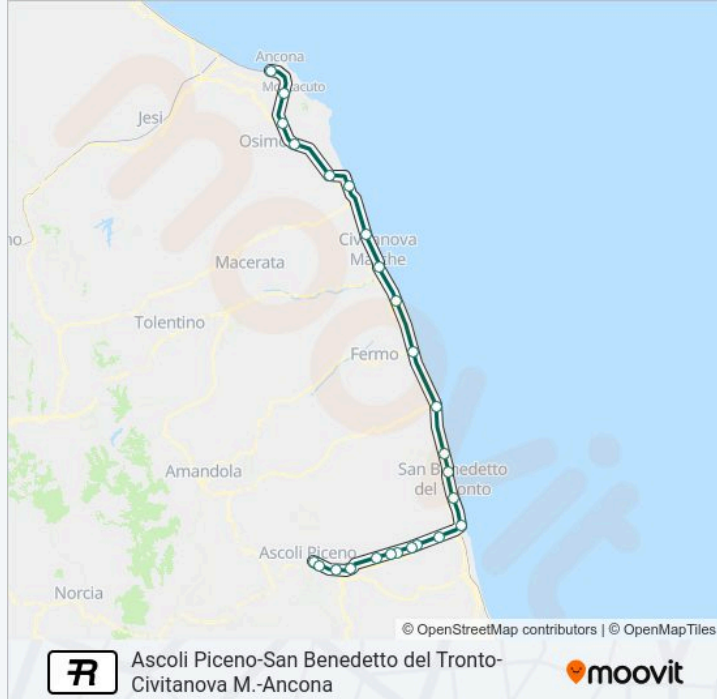 Ancona
Jesi
Osimo
Civitanova
Marche
Macerata
Tolentino
Fermo
Amandola
San Benedetto
del Tronto
Ascoli Piceno
Norcia
© OpenStreetMap contributors | © OpenMapTiles
R
Ascoli Piceno-San Benedetto del Tronto-
Civitanova M.-Ancona
moovit